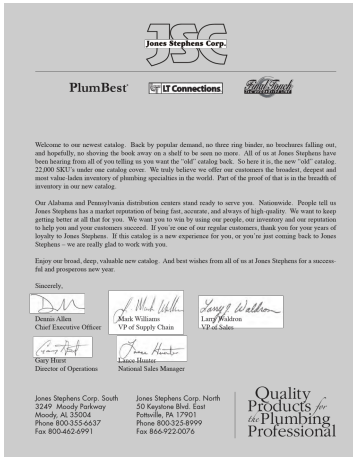 JSC
Jones Stephens Corp.
PlumBest®
LT Connections®
Final Touch
Welcome to our newest catalog. Back by popular demand, no three ring binder, no brochures falling out,
and hopefully, no shoving the book away on a shelf to be seen no more. All of us at Jones Stephens have
been hearing from all of you telling us you want the "old" catalog back. So here it is, the new "old" catalog.
22,000 SKU's under one catalog cover. We truly believe we offer our customers the broadest, deepest and
most value-laden inventory of plumbing specialties in the world. Part of the proof of that is in the breadth of
inventory in our new catalog.
Our Alabama and Pennsylvania distribution centers stand ready to serve you. Nationwide. People tell us
Jones Stephens has a market reputation of being fast, accurate, and always of high-quality. We want to keep
getting better at all of that for you. We want you to win by using our people, our inventory and our reputation
to help you and your customers succeed. If you're one of our regular customers, thank you for your years of
loyalty to Jones Stephens. If this catalog is a new experience for you, or you're just coming back to Jones
Stephens – we are really glad to work with you.
Enjoy our broad, deep, valuable new catalog. And best wishes from all of us at Jones Stephens for a success-
ful and prosperous new year.
Sincerely,
J. Mark Williams
Larry J Waldron
Dennis Allen
Mark Williams
Larry Waldron
Chief Executive Officer
VP of Supply Chain
VP of Sales
Gary Hurst
Lance Hunter
Gary Hurst
Lance Hunter
Director of Operations
National Sales Manager
Jones Stephens Corp. South
3249 Moody Parkway
Moody, AL 35004
Phone 800-355-6637
Fax 800-462-6991
Jones Stephens Corp. North
50 Keystone Blvd. East
Pottsville, PA 17901
Phone 800-325-8999
Fax 866-922-0076
Quality
Products for
the Plumbing
Professional